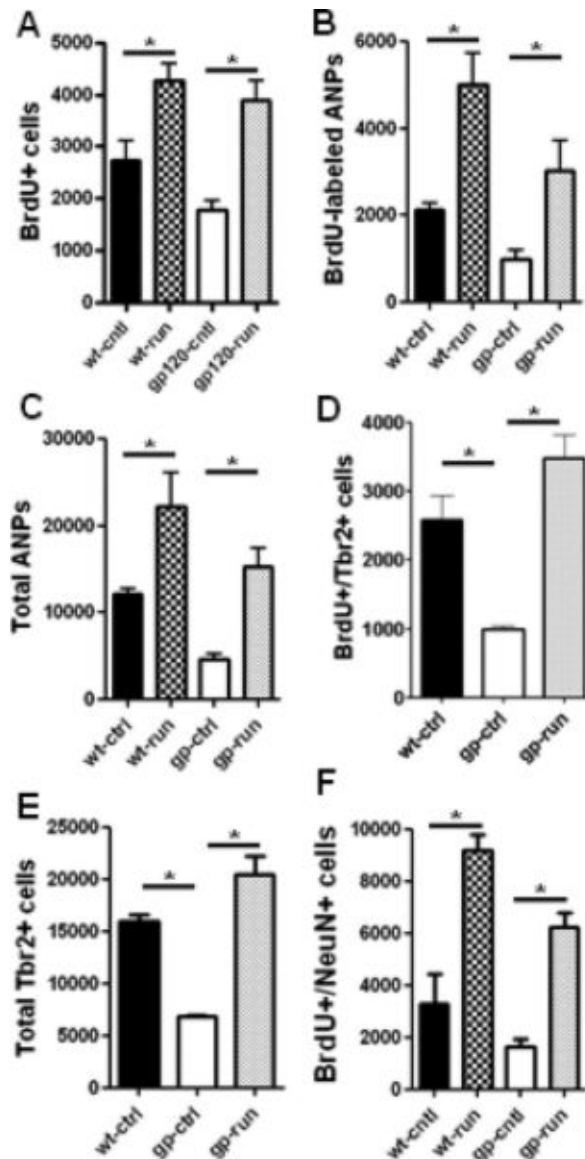 A
BrdU+ cells
5000
4000
3000
2000
1000
0
*
*
wt-cntl
wt-run
gp120-cntl
gp120-run
B
BrdU-labeled ANPs
6000
4000
2000
0
*
*
wt-ctrl
wt-run
gp-ctrl
gp-run
C
Total ANPs
30000
20000
10000
0
*
*
wt-ctrl
wt-run
gp-ctrl
gp-run
D
BrdU+/Tbr2+ cells
4000
3000
2000
1000
0
*
*
wt-ctrl
gp-ctrl
gp-run
E
Total Tbr2+ cells
25000
20000
15000
10000
5000
0
*
*
wt-ctrl
gp-ctrl
gp-run
F
BrdU+/NeuN+ cells
10000
8000
6000
4000
2000
0
*
*
wt-cntl
wt-run
gp-cntl
gp-run